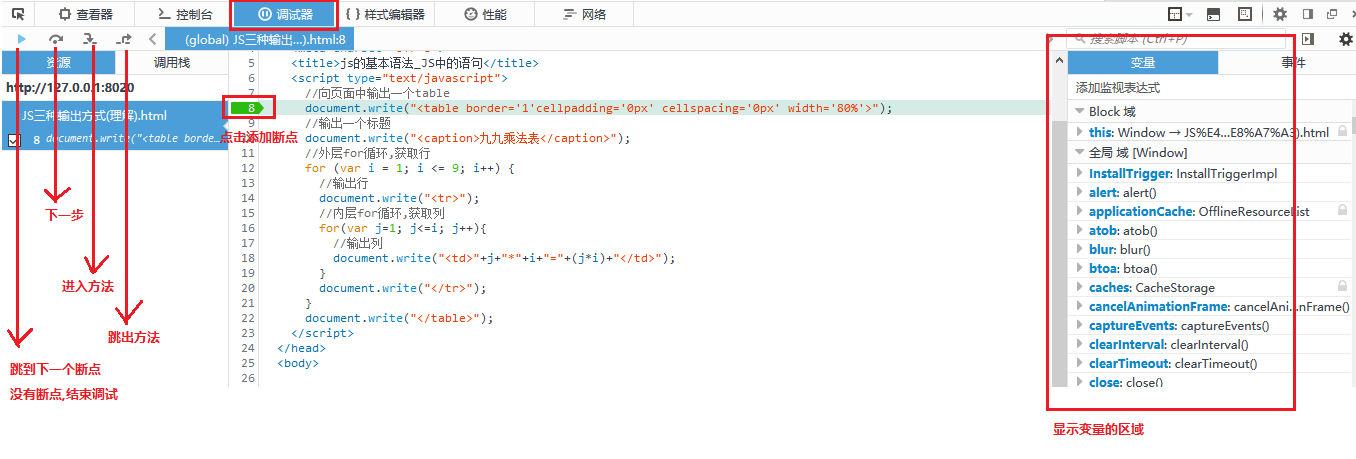 查看器 控制台 调试器 { } 样式编辑器 性能 网络
(global) JS三种输出...).html:8
搜索脚本 (Ctrl+P)
资源 调用栈
http://127.0.0.1:8020
JS三种输出方式(理解).html
8 document.write("<table borde...
5 <title>js的基本语法_JS中的语句</title>
6 <script type="text/javascript">
7 //向页面中输出一个table
8 document.write("<table border='1'cellpadding='0px' cellspacing='0px' width='80%'>");
9 //输出一个标题
点击添加断点
10 document.write("<caption>九九乘法表</caption>");
11 //外层for循环,获取行
12 for (var i = 1; i <= 9; i++) {
13 //输出行
14 document.write("<tr>");
15 //内层for循环,获取列
16 for(var j=1; j<=i; j++){
17 //输出列
18 document.write("<td>"+j+"*"+i+"="+(j*i)+"</td>");
19 }
20 document.write("</tr>");
21 }
22 document.write("</table>");
23 </script>
24 </head>
25 <body>
26
下一步
进入方法
跳出方法
跳到下一个断点
没有断点,结束调试
变量 事件
添加监视表达式
Block 域
this: Window → JS%E4...E8%A7%A3).html
全局 域 [Window]
InstallTrigger: InstallTriggerImpl
alert: alert()
applicationCache: OfflineResourceList
atob: atob()
blur: blur()
btoa: btoa()
caches: CacheStorage
cancelAnimationFrame: cancelAni...nFrame()
captureEvents: captureEvents()
clearInterval: clearInterval()
clearTimeout: clearTimeout()
close: close()
显示变量的区域